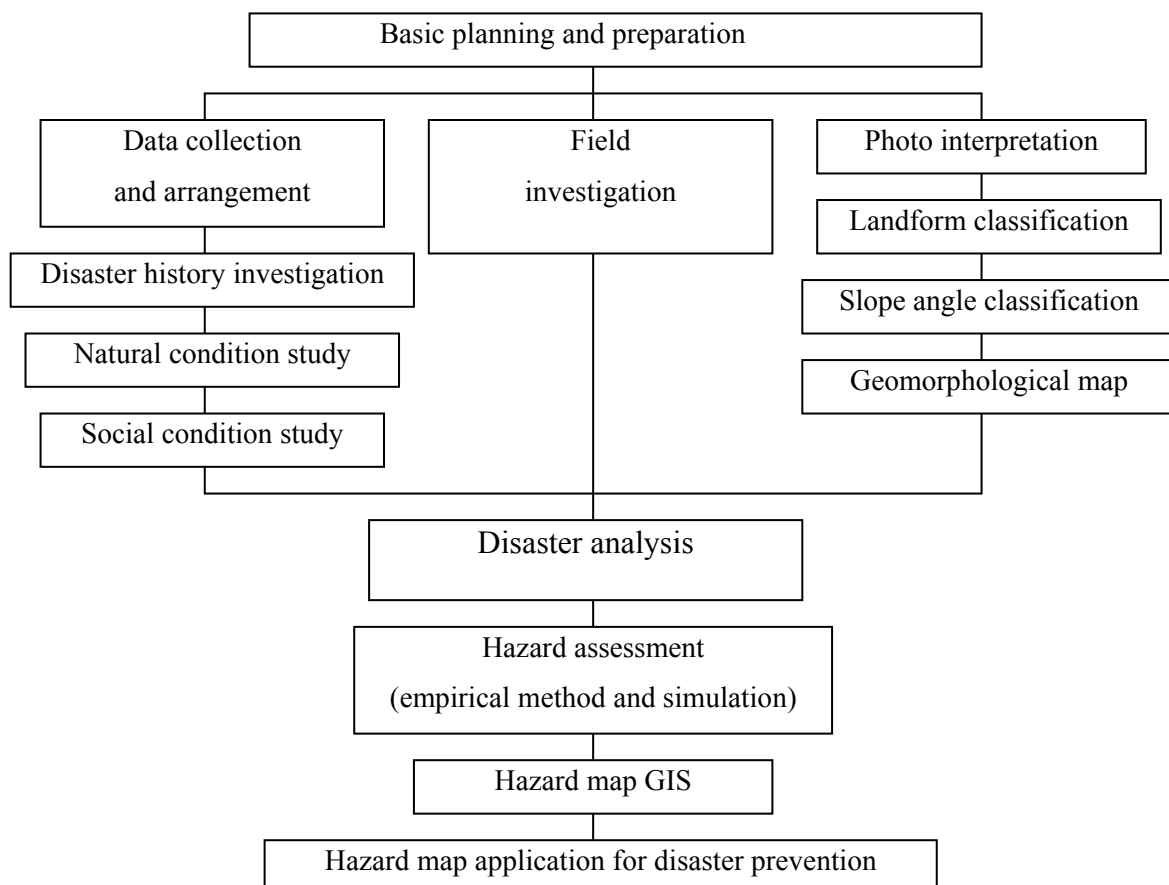 Basic planning and preparation
Data collection
and arrangement
Disaster history investigation
Natural condition study
Social condition study
Field
investigation
Photo interpretation
Landform classification
Slope angle classification
Geomorphological map
Disaster analysis
Hazard assessment
(empirical method and simulation)
Hazard map GIS
Hazard map application for disaster prevention